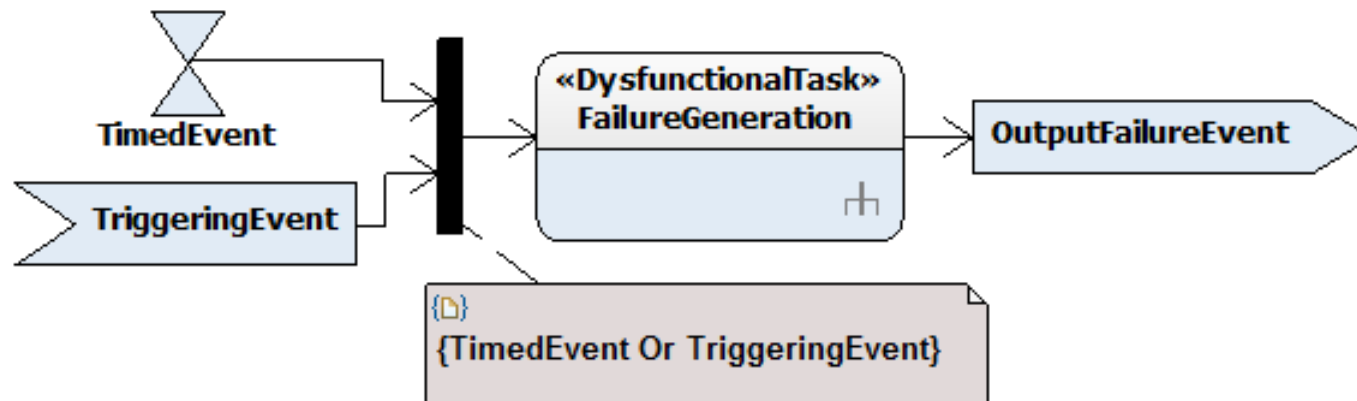 TimedEvent
TriggeringEvent
«DysfunctionalTask»
FailureGeneration
OutputFailureEvent
{TimedEvent Or TriggeringEvent}